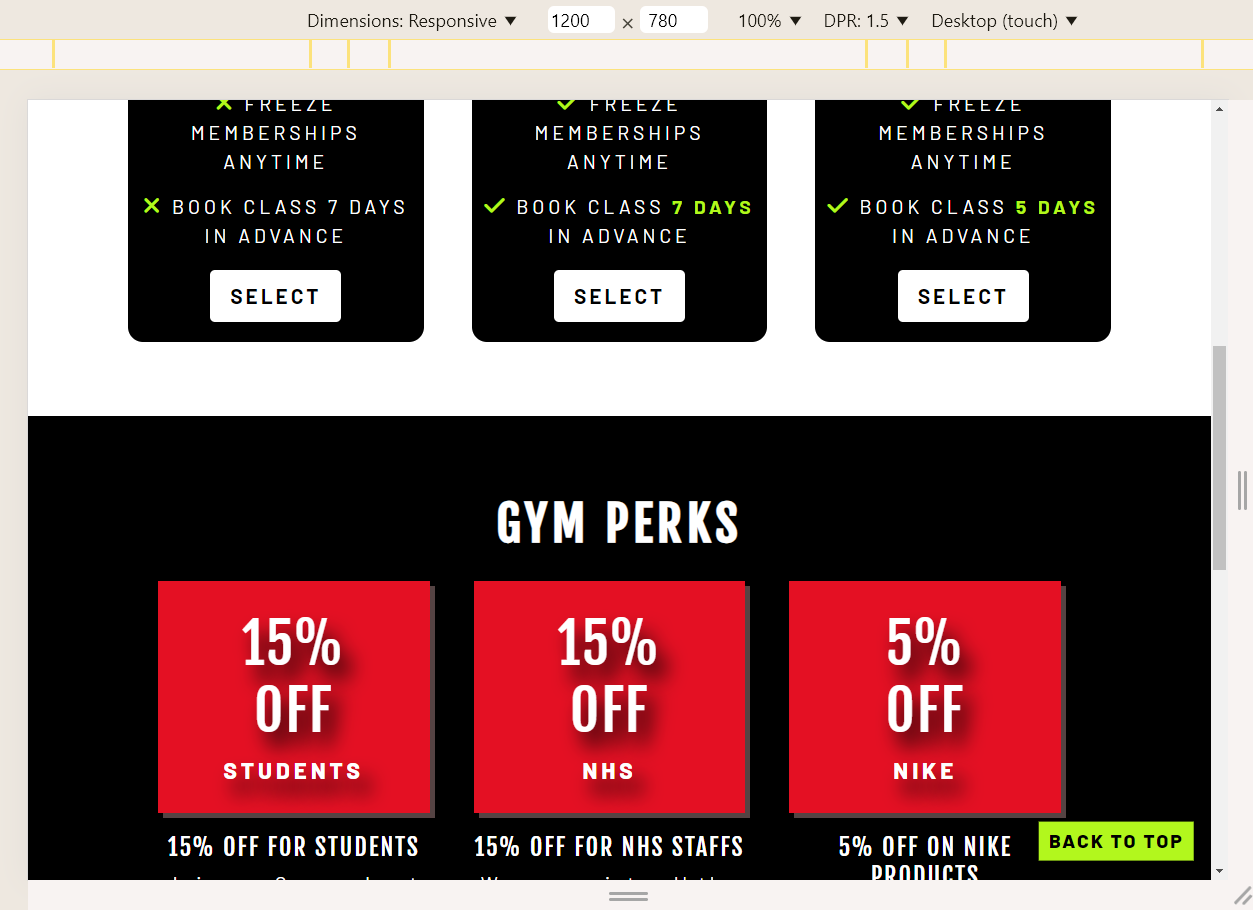 Dimensions: Responsive ▼ 1200 × 780 100% ▼ DPR: 1.5 ▼ Desktop (touch) ▼
✕ FREEZE
MEMBERSHIPS
ANYTIME
✕ BOOK CLASS 7 DAYS
IN ADVANCE
SELECT
✓ FREEZE
MEMBERSHIPS
ANYTIME
✓ BOOK CLASS 7 DAYS
IN ADVANCE
SELECT
✓ FREEZE
MEMBERSHIPS
ANYTIME
✓ BOOK CLASS 5 DAYS
IN ADVANCE
SELECT
GYM PERKS
15%
OFF
STUDENTS
15% OFF FOR STUDENTS
15%
OFF
NHS
15% OFF FOR NHS STAFFS
5%
OFF
NIKE
5% OFF ON NIKE
PRODUCTS
BACK TO TOP